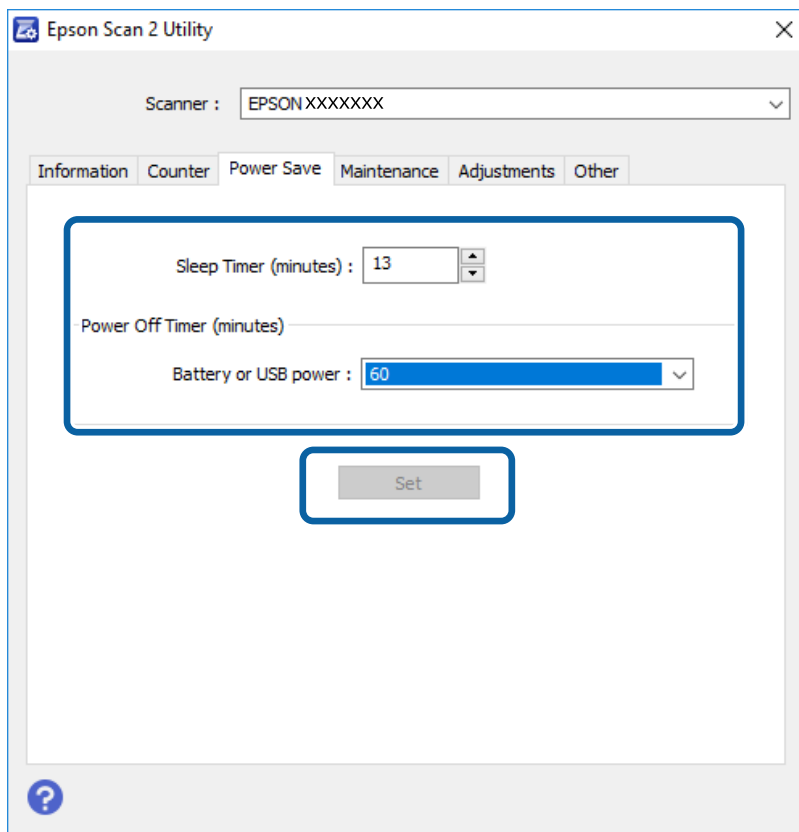 Epson Scan 2 Utility
Scanner : EPSON XXXXXXX
Information Counter Power Save Maintenance Adjustments Other
Sleep Timer (minutes) : 13
Power Off Timer (minutes)
Battery or USB power : 60
Set
?